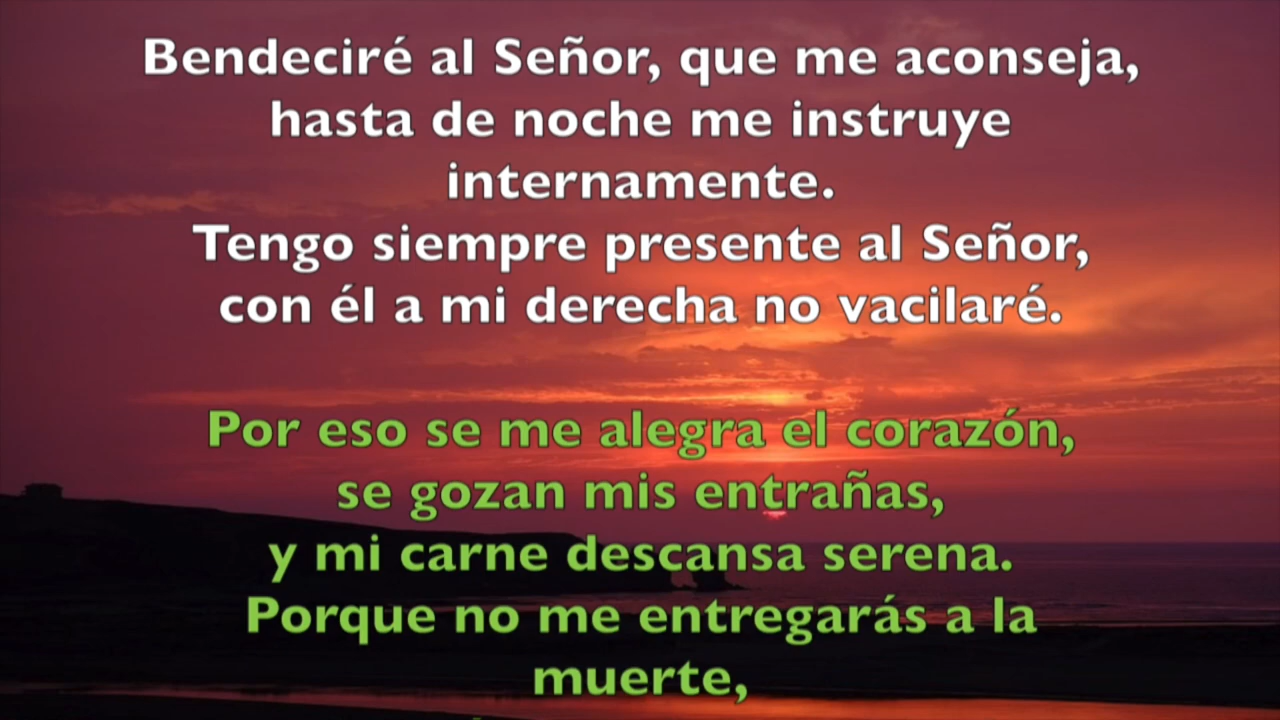 Bendeciré al Señor, que me aconseja,
hasta de noche me instruye
internamente.
Tengo siempre presente al Señor,
con él a mi derecha no vacilaré.
Por eso se me alegra el corazón,
se gozan mis entrañas,
y mi carne descansa serena.
Porque no me entregarás a la
muerte,